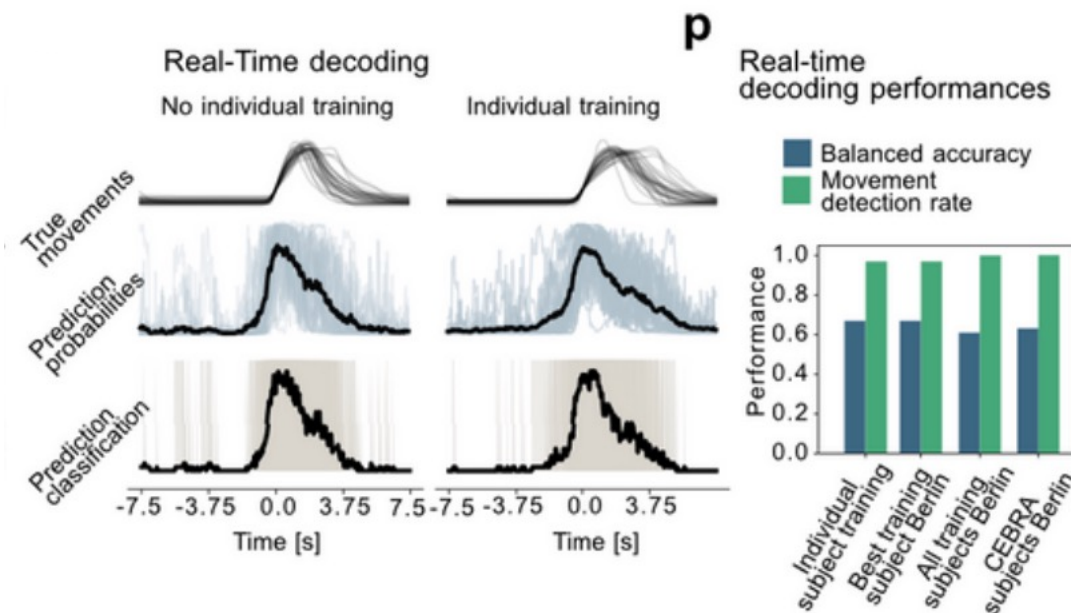 p
Real-Time decoding
No individual training
Individual training
True
movements
Prediction
probabilities
Prediction
classification
-7.5 -3.75 0.0 3.75 7.5
-7.5 -3.75 0.0 3.75
Time [s]
Time [s]
Real-time
decoding performances
Balanced accuracy
Movement
detection rate
Performance
1.0
0.8
0.6
0.4
0.2
0.0
Individual
subject training
Best training
subject Berlin
All training
subjects Berlin
CEBRA
subjects Berlin